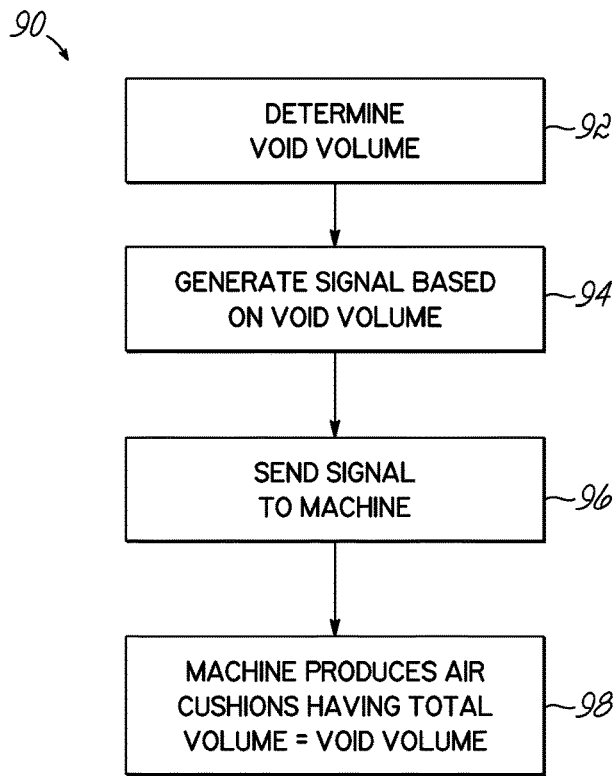 90
DETERMINE
VOID VOLUME
92
GENERATE SIGNAL BASED
ON VOID VOLUME
94
SEND SIGNAL
TO MACHINE
96
MACHINE PRODUCES AIR
CUSHIONS HAVING TOTAL
VOLUME = VOID VOLUME
98